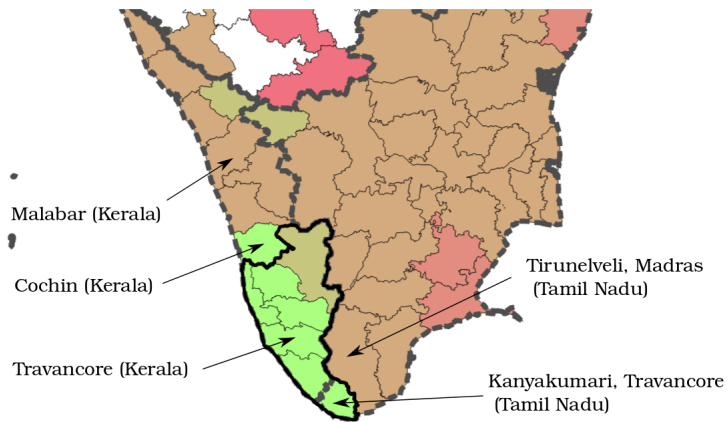 Malabar (Kerala)
Cochin (Kerala)
Tirunelveli, Madras
(Tamil Nadu)
Travancore (Kerala)
Kanyakumari, Travancore
(Tamil Nadu)